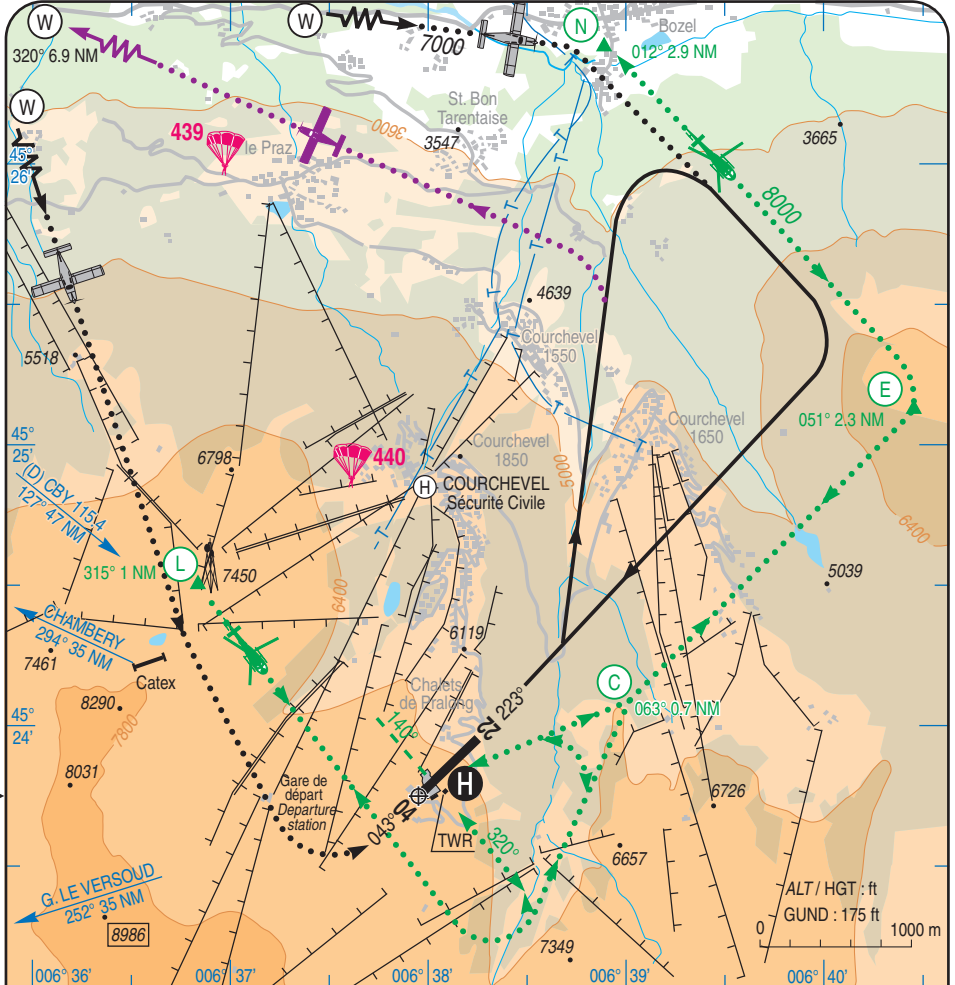 W
W
N
Bozel
7000
320° 6.9 NM
012° 2.9 NM
W
St. Bon
Tarentaise
3600
439
le Praz
3547
3665
45°
26'
8000
4639
5518
Courchevel
1550
E
051° 2.3 NM
Courchevel
1650
45°
25'
6798
440
Courchevel
1850
5000
H
COURCHEVEL
Sécurité Civile
(D) CBY 115.4
127° 47 NM
6400
L
315° 1 NM
7450
6400
5039
CHAMBERY
294° 35 NM
6119
7461
Catex
C
063° 0.7 NM
Chalets
de Pralong
8290
7800
45°
24'
140°
22
223°
8031
Gare de
départ
Departure
station
H
04
043°
6726
TWR
320°
6657
G. LE VERSOUD
252° 35 NM
ALT / HGT : ft
GUND : 175 ft
8986
7349
0
1000 m
006° 36'
006° 37'
006° 38'
006° 39'
006° 40'